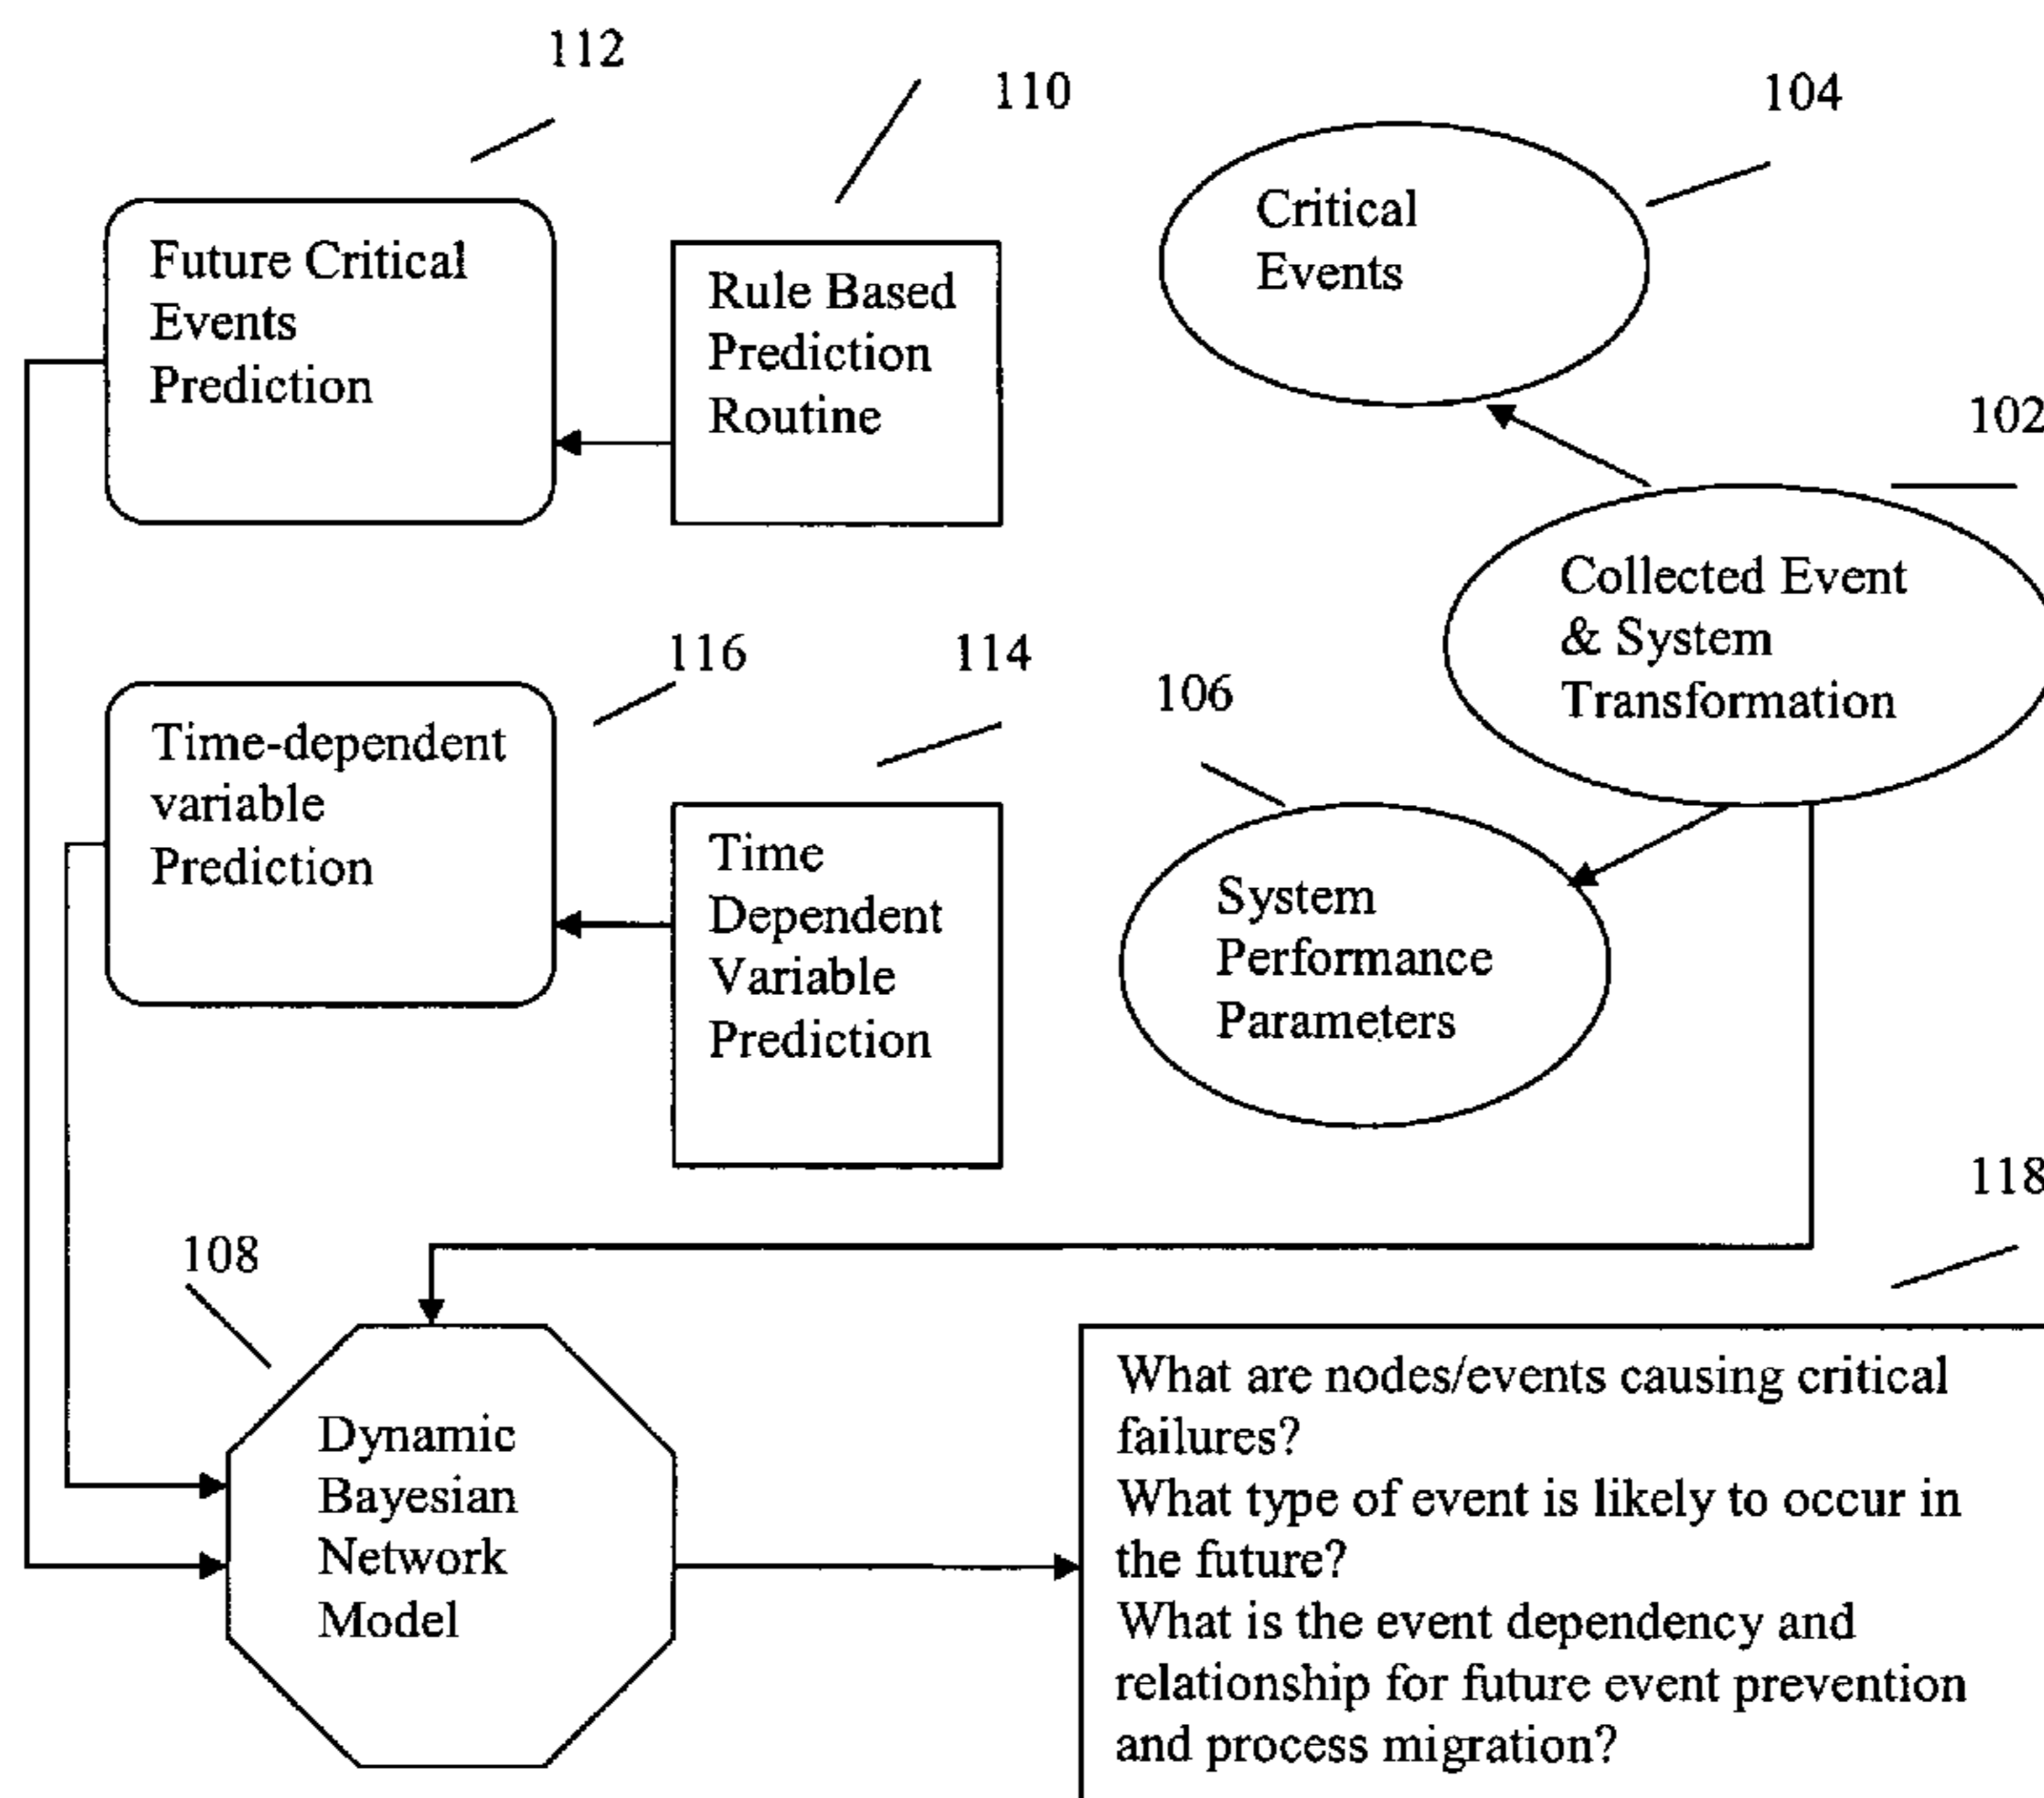 112
110
104
Future Critical
Events
Prediction
Rule Based
Prediction
Routine
Critical
Events
102
Collected Event
& System
Transformation
116
114
106
Time-dependent
variable
Prediction
Time
Dependent
Variable
Prediction
System
Performance
Parameters
118
108
Dynamic
Bayesian
Network
Model
What are nodes/events causing critical
failures?
What type of event is likely to occur in
the future?
What is the event dependency and
relationship for future event prevention
and process migration?